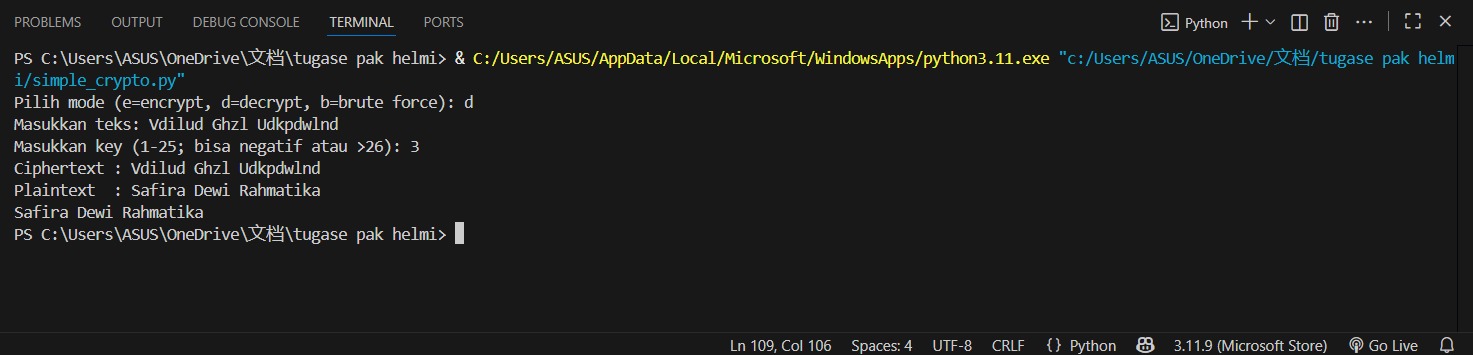 PROBLEMS OUTPUT DEBUG CONSOLE TERMINAL PORTS Python
PS C:\Users\ASUS\OneDrive\文档\tugase pak helmi> & C:/Users/ASUS/AppData/Local/Microsoft/WindowsApps/python3.11.exe "c:/Users/ASUS/OneDrive/文档/tugase pak helm
i/simple_crypto.py"
Pilih mode (e=encrypt, d=decrypt, b=brute force): d
Masukkan teks: Vdilud Ghzl Udkpdwlnd
Masukkan key (1-25; bisa negatif atau >26): 3
Ciphertext : Vdilud Ghzl Udkpdwlnd
Plaintext  : Safira Dewi Rahmatika
Safira Dewi Rahmatika
PS C:\Users\ASUS\OneDrive\文档\tugase pak helmi>
Ln 109, Col 106 Spaces: 4 UTF-8 CRLF {} Python 3.11.9 (Microsoft Store) Go Live